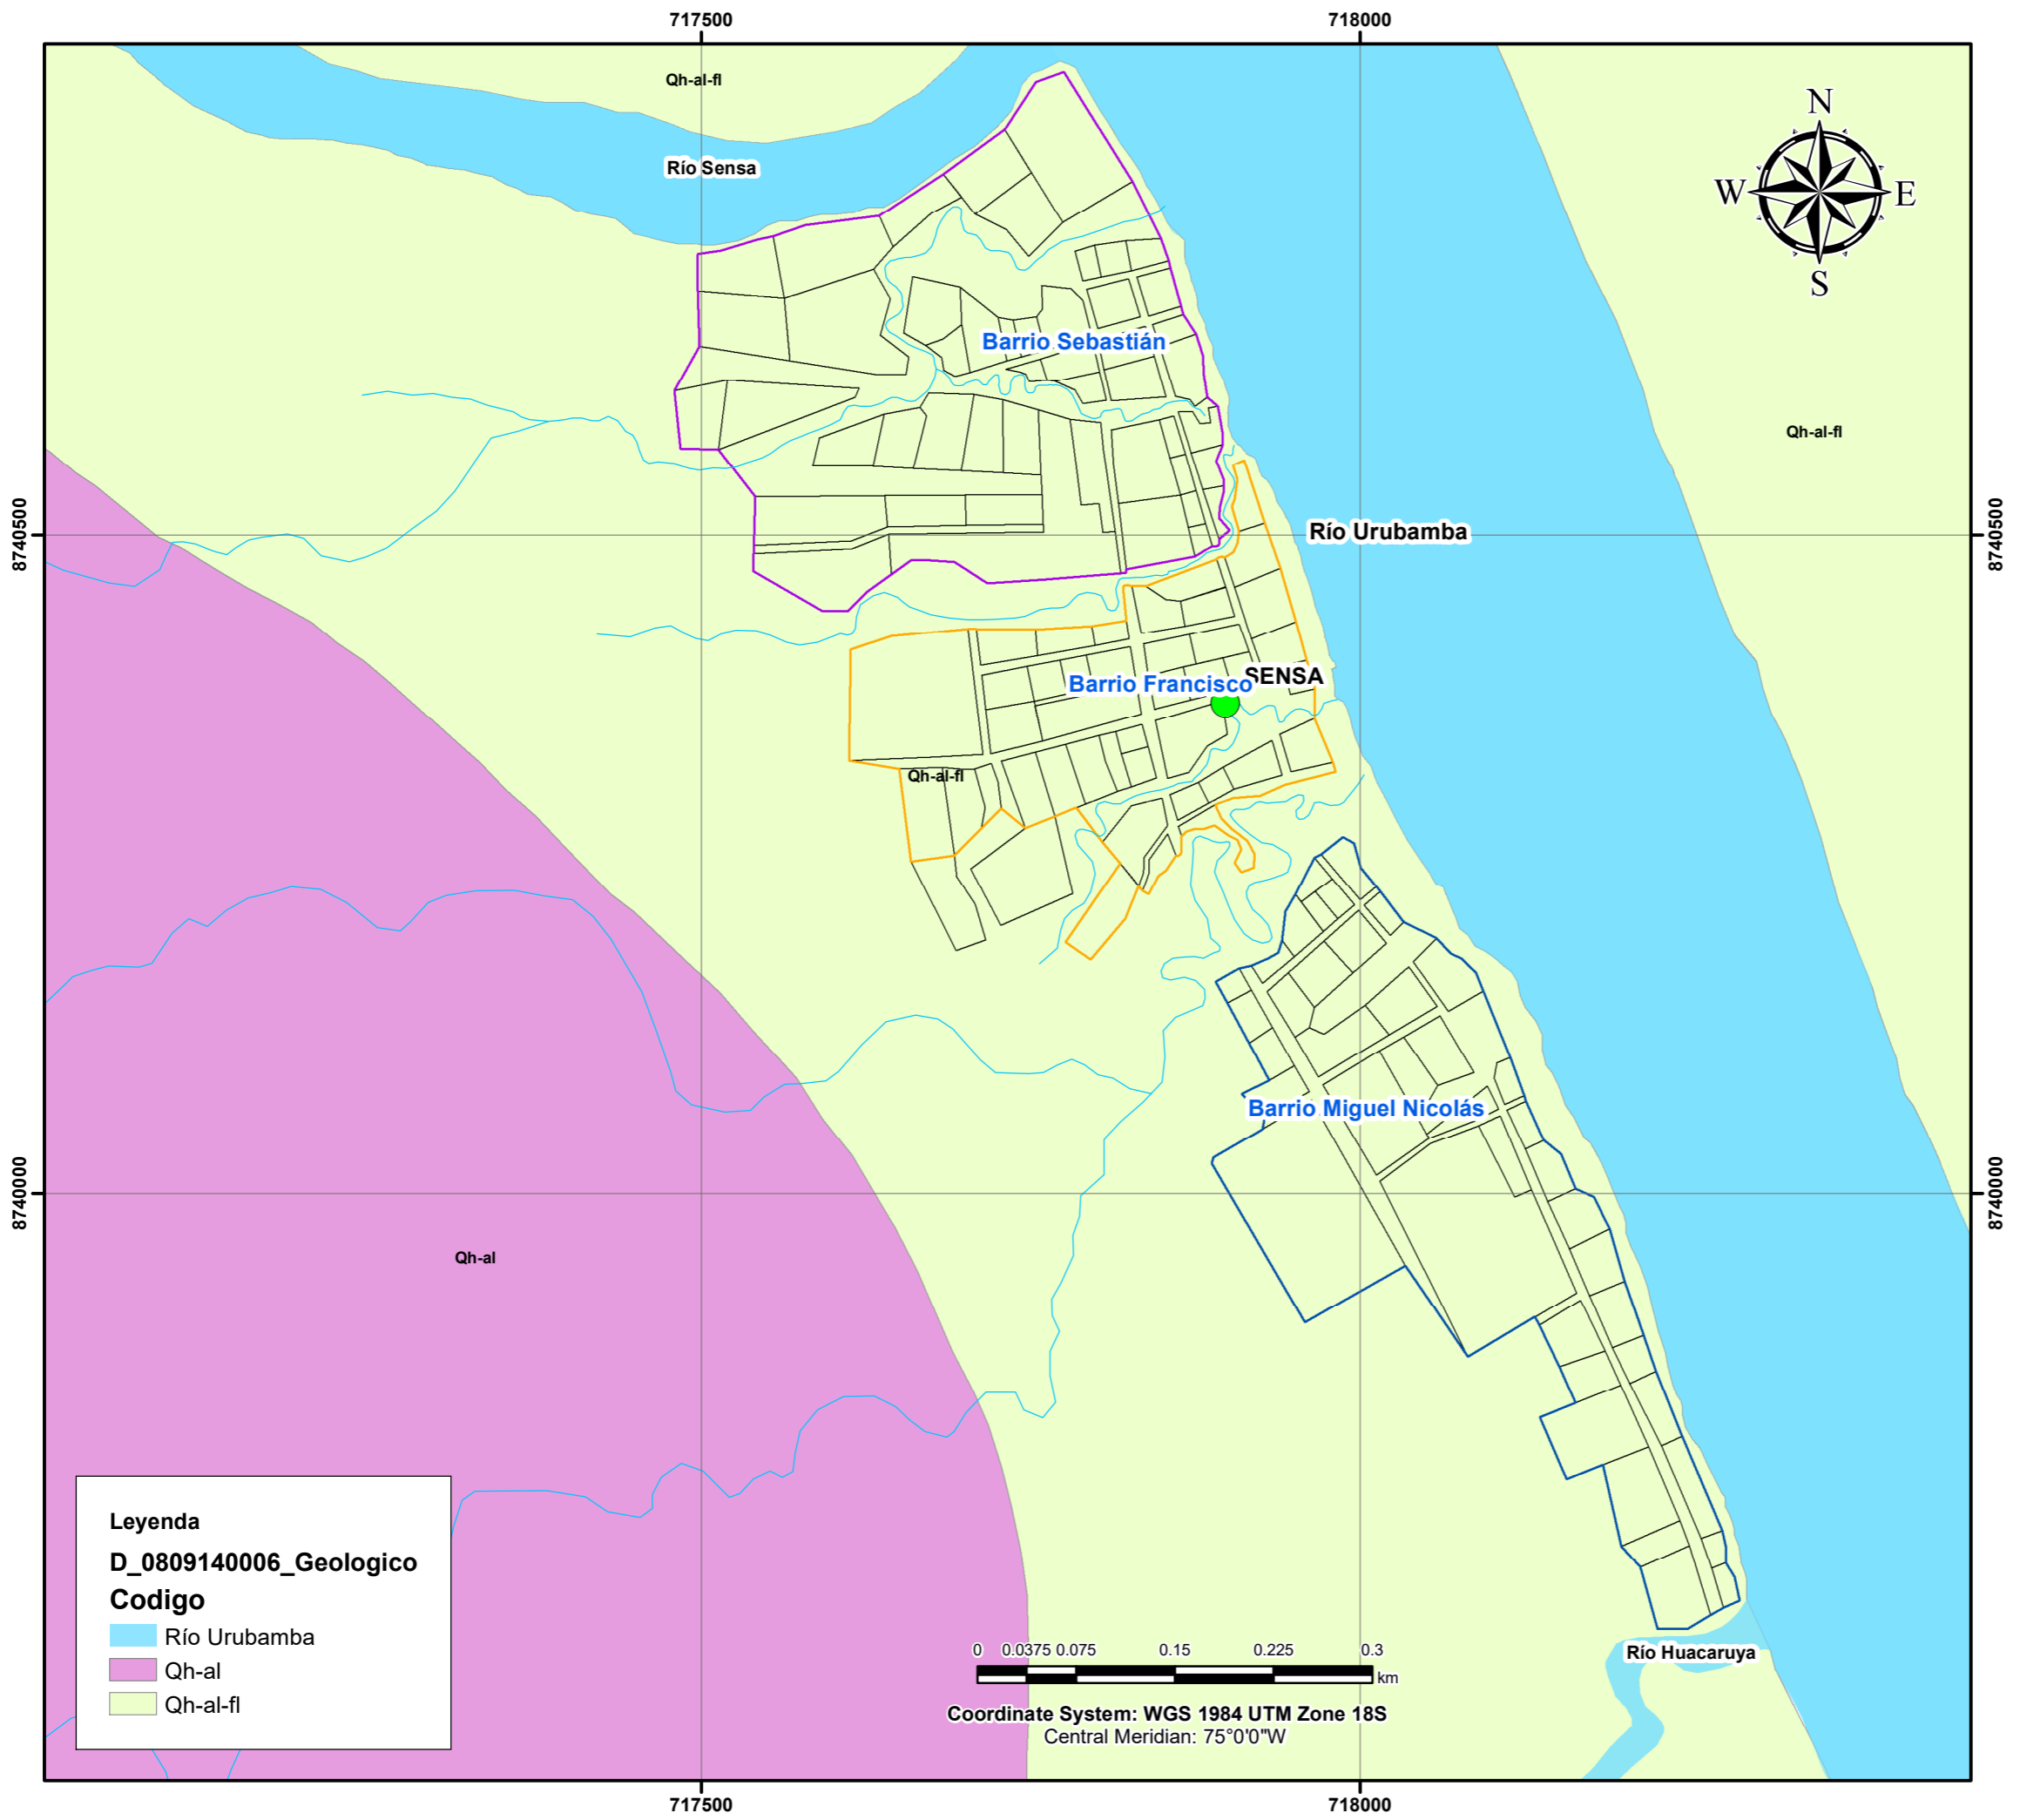 717500
718000
Qh-al-fl
N
W
E
S
Río Sensa
Barrio Sebastián
Qh-al-fl
8740500
Río Urubamba
8740500
SENSA
Barrio Francisco
Qh-al-fl
Barrio Miguel Nicolás
8740000
8740000
Qh-al
Leyenda
D_0809140006_Geologico
Codigo
Río Urubamba
Qh-al
Qh-al-fl
0 0.0375 0.075 0.15 0.225 0.3
km
Río Huacaruya
Coordinate System: WGS 1984 UTM Zone 18S
Central Meridian: 75°0'0"W
717500
718000